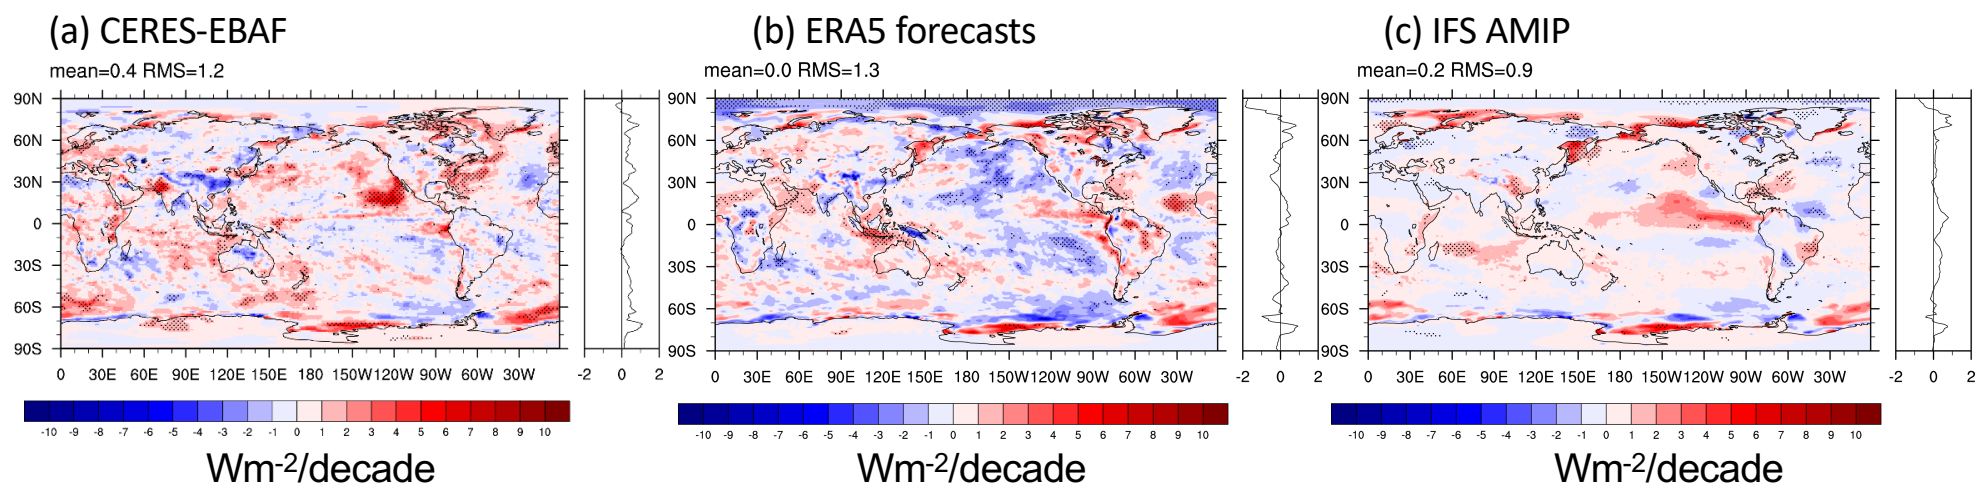 (a) CERES-EBAF
mean=0.4 RMS=1.2
90N
60N
30N
0
30S
60S
90S
0 30E 60E 90E 120E 150E 180 150W 120W 90W 60W 30W
-2 0 2
-10 -9 -8 -7 -6 -5 -4 -3 -2 -1 0 1 2 3 4 5 6 7 8 9 10
Wm-2/decade
(b) ERA5 forecasts
mean=0.0 RMS=1.3
90N
60N
30N
0
30S
60S
90S
0 30E 60E 90E 120E 150E 180 150W 120W 90W 60W 30W
-2 0 2
-10 -9 -8 -7 -6 -5 -4 -3 -2 -1 0 1 2 3 4 5 6 7 8 9 10
Wm-2/decade
(c) IFS AMIP
mean=0.2 RMS=0.9
90N
60N
30N
0
30S
60S
90S
0 30E 60E 90E 120E 150E 180 150W 120W 90W 60W 30W
-2 0 2
-10 -9 -8 -7 -6 -5 -4 -3 -2 -1 0 1 2 3 4 5 6 7 8 9 10
Wm-2/decade